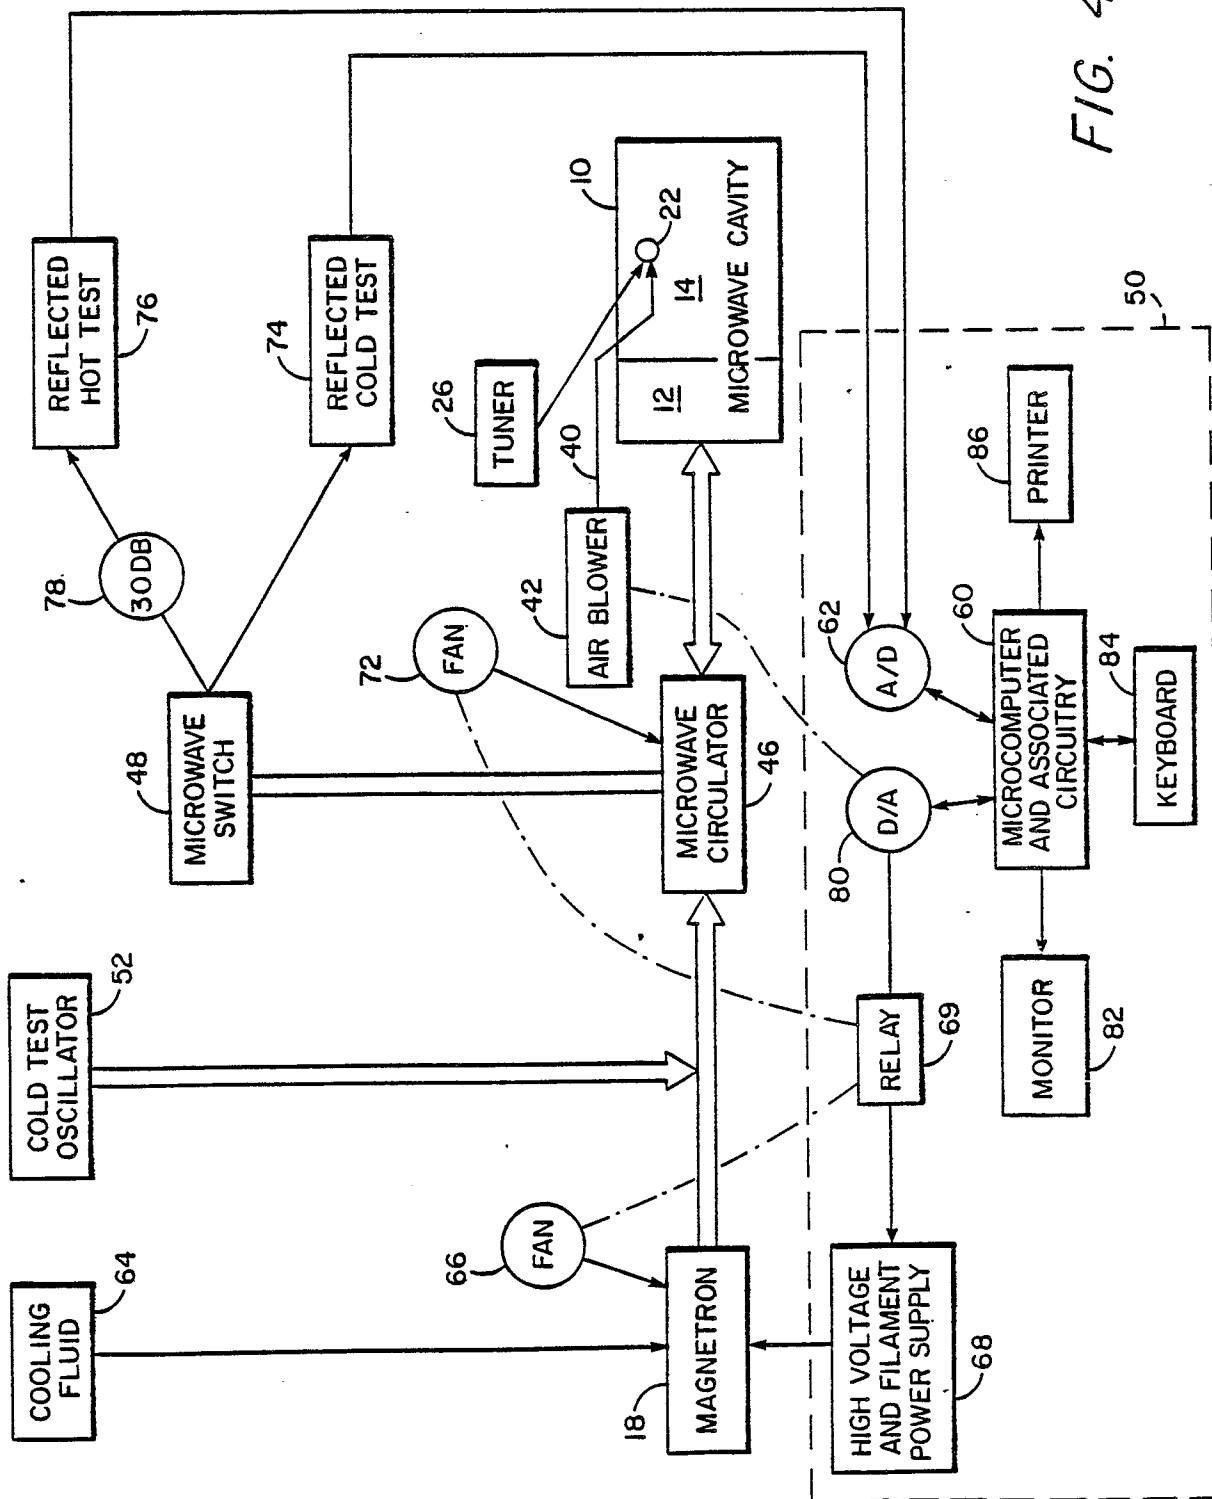 COOLING
FLUID
64
COLD TEST
OSCILLATOR
52
MICROWAVE
SWITCH
48
78
30DB
REFLECTED
HOT TEST
76
REFLECTED
COLD TEST
74
66
FAN
72
FAN
42
AIR BLOWER
40
26
TUNER
18
MAGNETRON
MICROWAVE
CIRCULATOR
46
10
12
14
22
MICROWAVE CAVITY
HIGH VOLTAGE
AND FILAMENT
POWER SUPPLY
68
RELAY
69
80
D/A
62
A/D
50
MONITOR
82
60
MICROCOMPUTER
AND ASSOCIATED
CIRCUITRY
86
PRINTER
KEYBOARD
84
FIG. 4